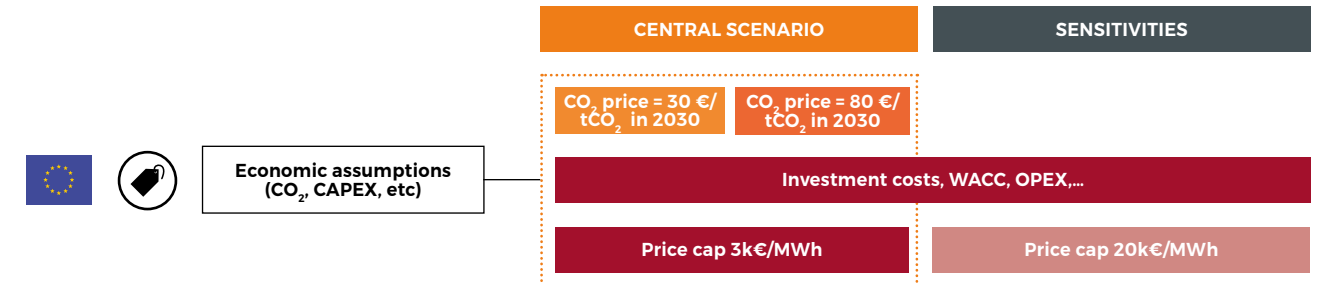 CENTRAL SCENARIO
SENSITIVITIES
CO₂ price = 30 €/
tCO₂ in 2030
CO₂ price = 80 €/
tCO₂ in 2030
Economic assumptions
(CO₂, CAPEX, etc)
Investment costs, WACC, OPEX,...
Price cap 3k€/MWh
Price cap 20k€/MWh